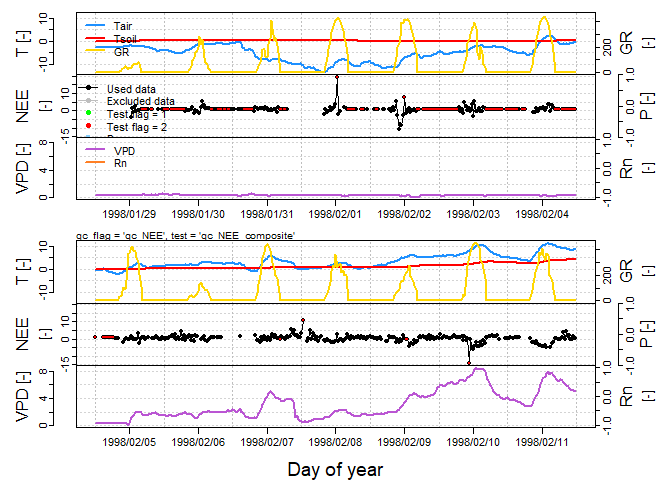 10
0
-10
T [-]
Tair
Tsoil
GR
200
0
GR
[-]
10
0
-15
NEE
[-]
Used data
Excluded data
Test flag = 1
Test flag = 2
1.0
0.0
-1.0
P [-]
8
4
0
VPD [-]
VPD
Rn
1.0
0.0
-1.0
Rn
[-]
1998/01/29 1998/01/30 1998/01/31 1998/02/01 1998/02/02 1998/02/03 1998/02/04
qc_flag = 'qc_NEE', test = 'qc_NEE_composite'
10
0
-10
T [-]
200
0
GR
[-]
10
0
-15
NEE
[-]
1.0
0.0
-1.0
P [-]
8
4
0
VPD [-]
1.0
0.0
-1.0
Rn
[-]
1998/02/05 1998/02/06 1998/02/07 1998/02/08 1998/02/09 1998/02/10 1998/02/11
Day of year